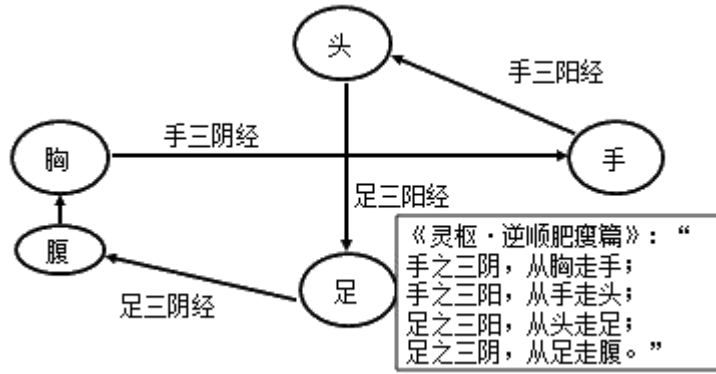 头
手三阳经
手三阴经
胸
手
足三阳经
腹
足
足三阴经
《灵枢·逆顺肥瘦篇》：“
手之三阴，从胸走手；
手之三阳，从手走头；
足之三阳，从头走足；
足之三阴，从足走腹。”